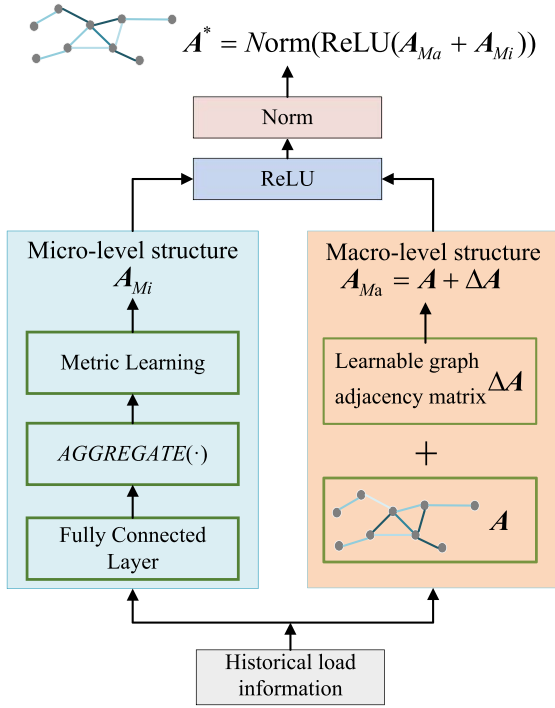 A* = Norm(ReLU(A_Ma + A_Mi))
Norm
ReLU
Micro-level structure
A_Mi
Metric Learning
AGGREGATE(·)
Fully Connected
Layer
Macro-level structure
A_Ma = A + ΔA
Learnable graph
adjacency matrix ΔA
+
A
Historical load
information